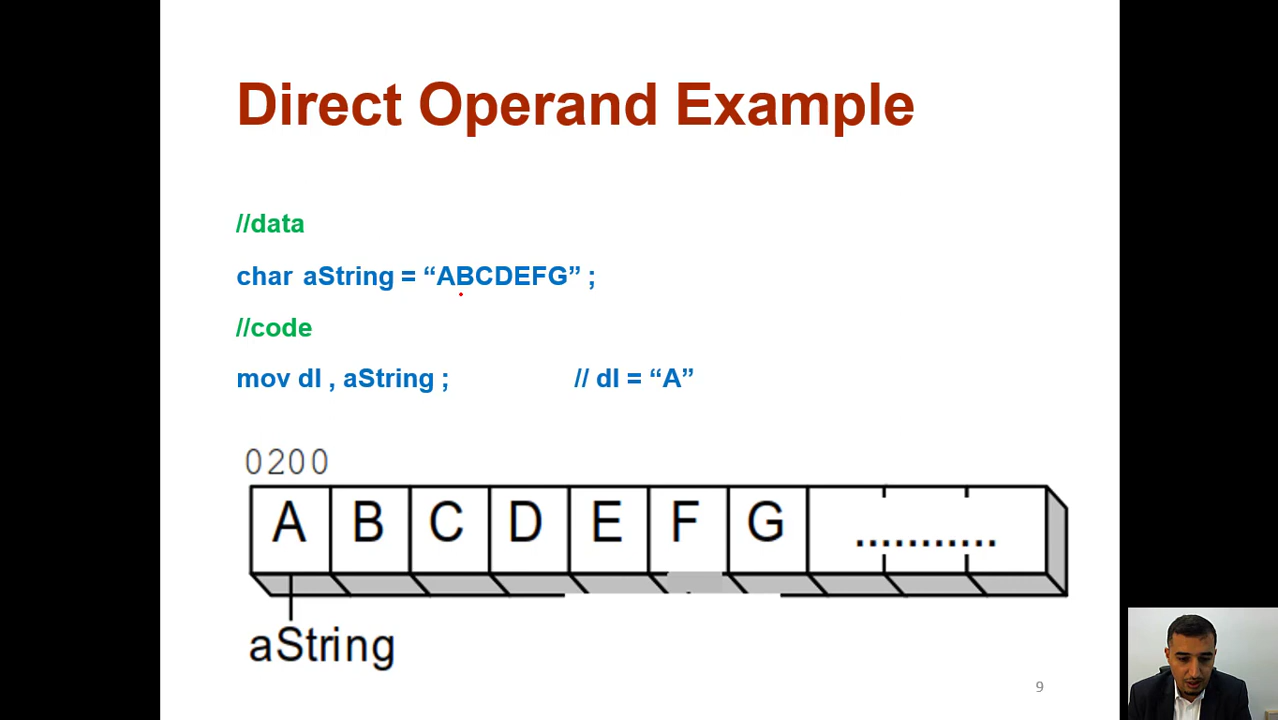 Direct Operand Example
//data
char aString = “ABCDEFG” ;
//code
mov dl , aString ; // dl = “A”
0200
A B C D E F G ...........
aString
9